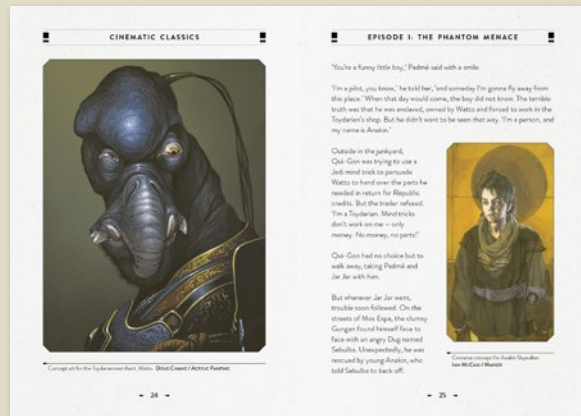 CINEMATIC CLASSICS
Concept art for the Toydarian merchant, Watto. DOUG CHIANG / ACRYLIC PAINTING
24
EPISODE I: THE PHANTOM MENACE
'You're a funny little boy,' Padmé said with a smile.
'I'm a pilot, you know,' he told her, 'and someday I'm gonna fly away from
this place.' When that day would come, the boy did not know. The terrible
truth was that he was enslaved, owned by Watto and forced to work in the
Toydarian's shop. But he didn't want to be seen that way. 'I'm a person, and
my name is Anakin.'
Outside in the junkyard,
Qui-Gon was trying to use a
Jedi mind trick to persuade
Watto to hand over the parts he
needed in return for Republic
credits. But the trader refused.
'I'm a Toydarian. Mind tricks
don't work on me – only
money. No money, no parts!'
Qui-Gon had no choice but to
walk away, taking Padmé and
Jar Jar with him.
But wherever Jar Jar went,
trouble soon followed. On the
streets of Mos Espa, the clumsy
Gungan found himself face to
face with an angry Dug named
Sebulba. Unexpectedly, he was
rescued by young Anakin, who
told Sebulba to back off.
Costume concept for Anakin Skywalker.
IAIN MCCAIG / MARKER
25